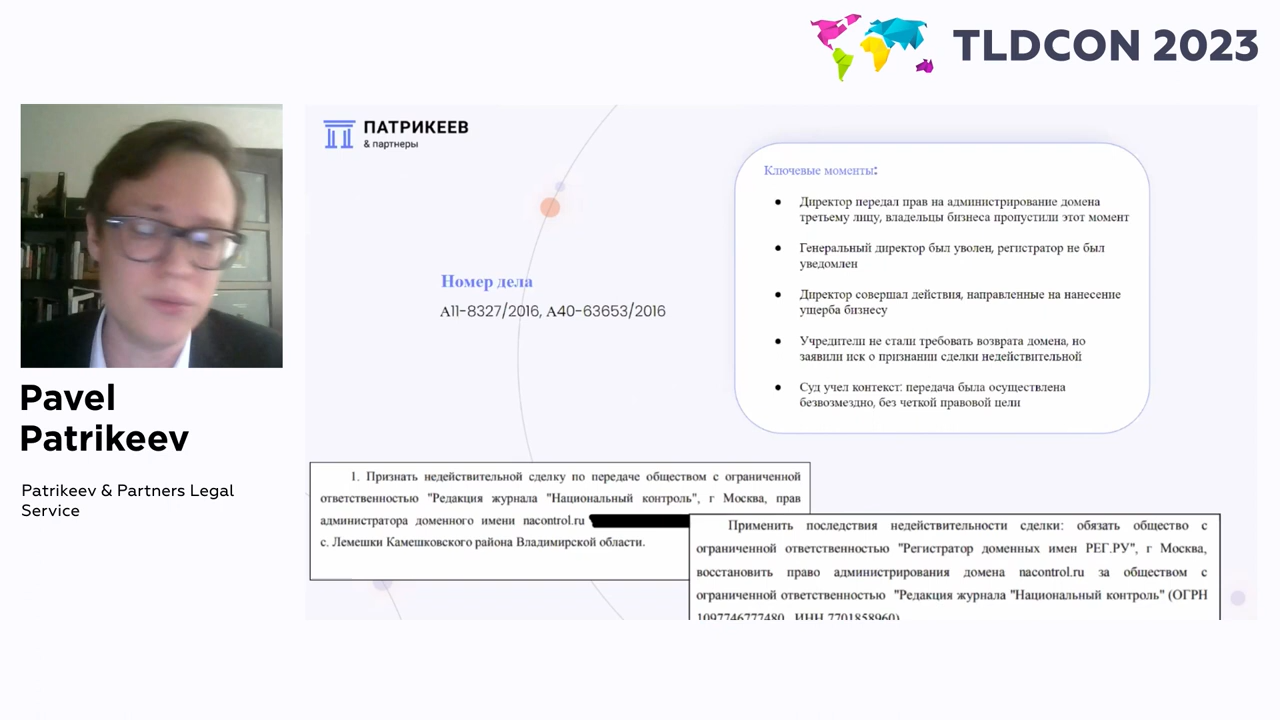 TLDCON 2023
ПАТРИКЕЕВ
& партнеры
Номер дела
А11-8327/2016, А40-63653/2016
Ключевые моменты:
• Директор передал прав на администрирование домена
третьему лицу, владельцы бизнеса пропустили этот момент
• Генеральный директор был уволен, регистратор не был
уведомлен
• Директор совершал действия, направленные на нанесение
ущерба бизнесу
• Учредители не стали требовать возврата домена, но
заявили иск о признании сделки недействительной
• Суд учел контекст: передача была осуществлена
безвозмездно, без четкой правовой цели
Pavel
Patrikeev
Patrikeev & Partners Legal
Service
1. Признать недействительной сделку по передаче обществом с ограниченной
ответственностью "Редакция журнала "Национальный контроль", г Москва, прав
администратора доменного имени nacontrol.ru
с. Лемешки Камешковского района Владимирской области.
Применить последствия недействительности сделки: обязать общество с
ограниченной ответственностью "Регистратор доменных имен РЕГ.РУ", г Москва,
восстановить право администрирования домена nacontrol.ru за обществом с
ограниченной ответственностью "Редакция журнала "Национальный контроль" (ОГРН
1097746777480, ИНН 7701858960)